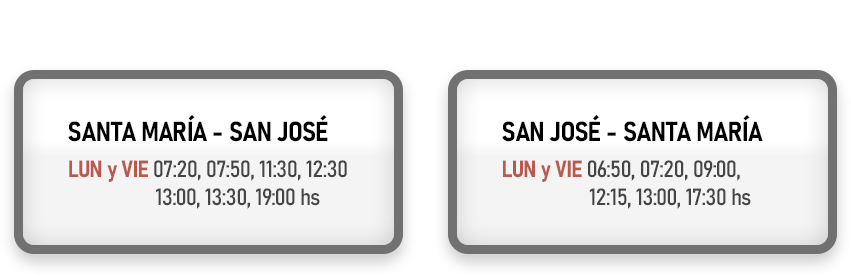 SANTA MARÍA - SAN JOSÉ
LUN y VIE 07:20, 07:50, 11:30, 12:30
13:00, 13:30, 19:00 hs
SAN JOSÉ - SANTA MARÍA
LUN y VIE 06:50, 07:20, 09:00,
12:15, 13:00, 17:30 hs